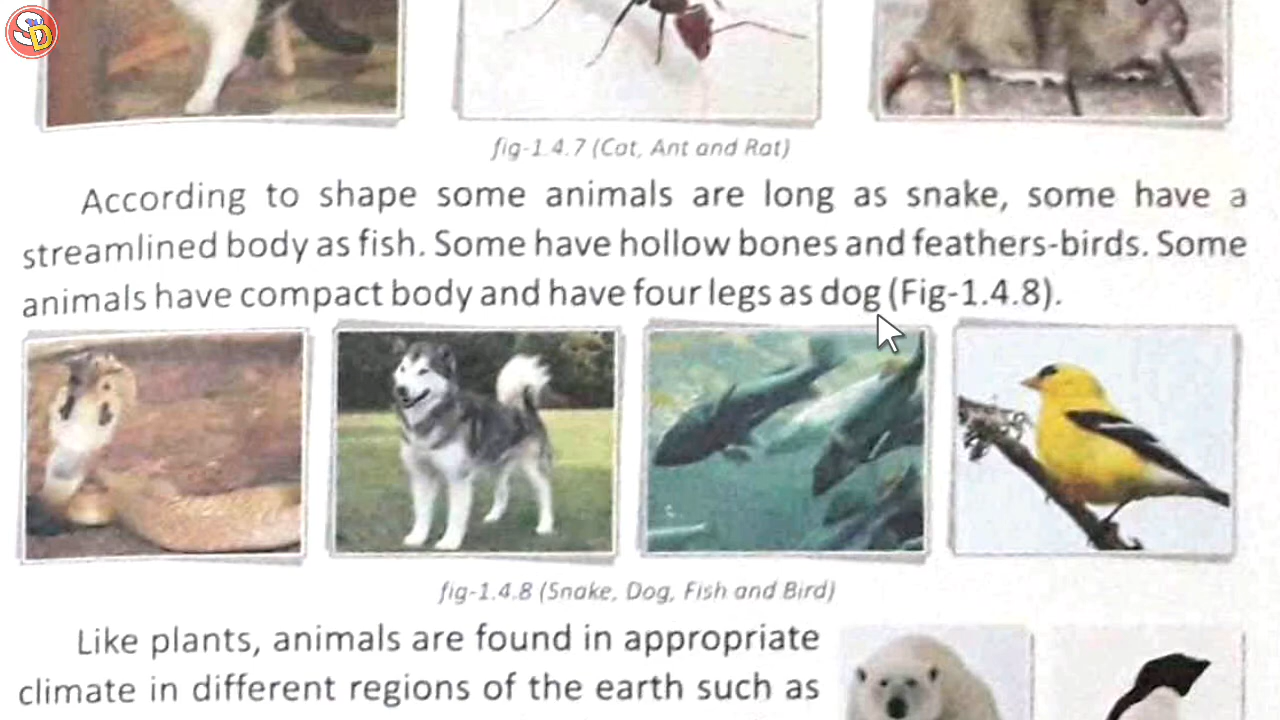 SD
fig-1.4.7 (Cat, Ant and Rat)
According to shape some animals are long as snake, some have a
streamlined body as fish. Some have hollow bones and feathers-birds. Some
animals have compact body and have four legs as dog (Fig-1.4.8).
fig-1.4.8 (Snake, Dog, Fish and Bird)
Like plants, animals are found in appropriate
climate in different regions of the earth such as